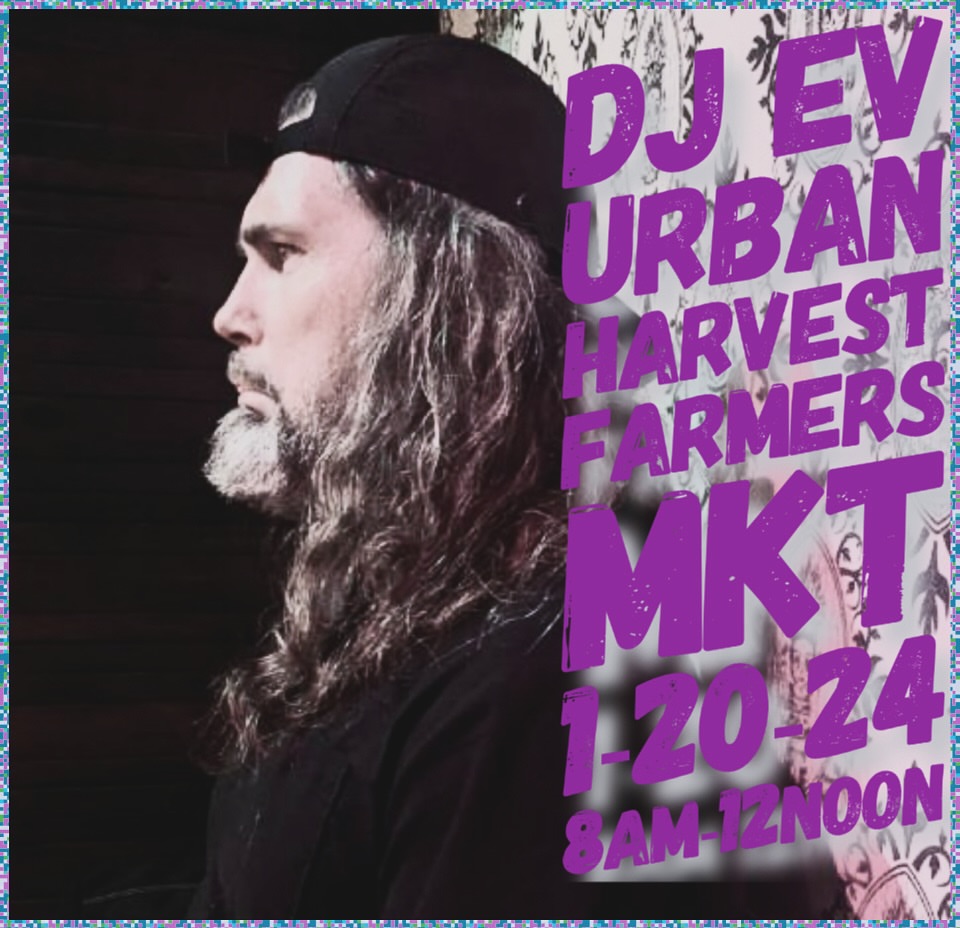 DJ EV
URBAN
HARVEST
FARMERS
MKT
1-20-24
8AM-12NOON